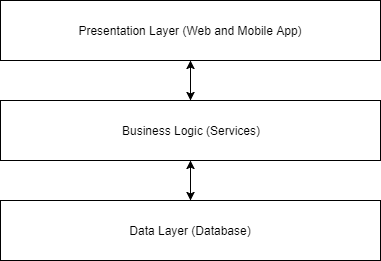 Presentation Layer (Web and Mobile App)
Business Logic (Services)
Data Layer (Database)